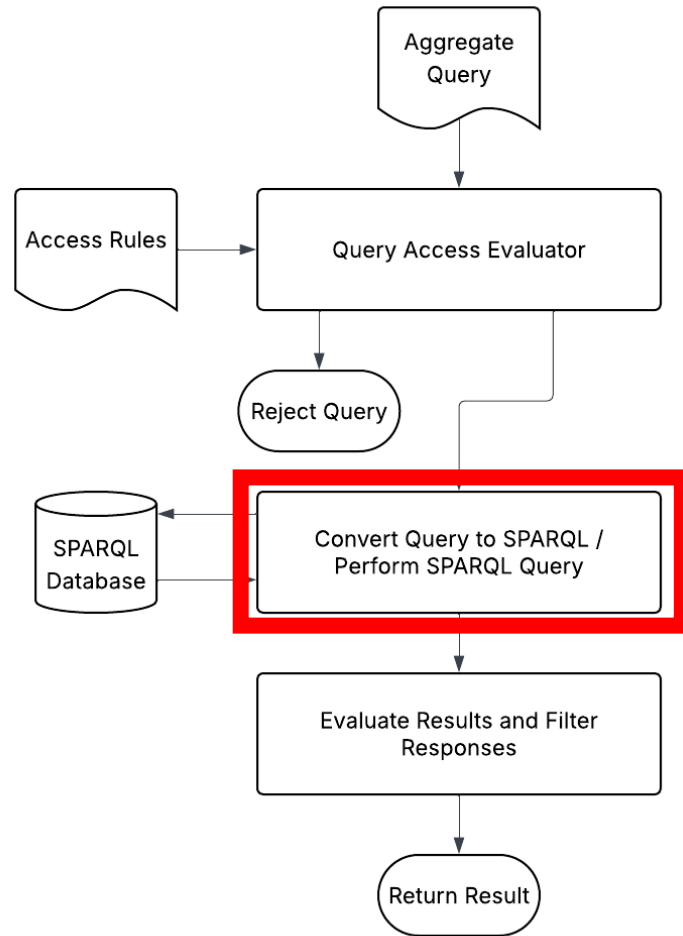 Aggregate
Query
Access Rules
Query Access Evaluator
Reject Query
SPARQL
Database
Convert Query to SPARQL /
Perform SPARQL Query
Evaluate Results and Filter
Responses
Return Result